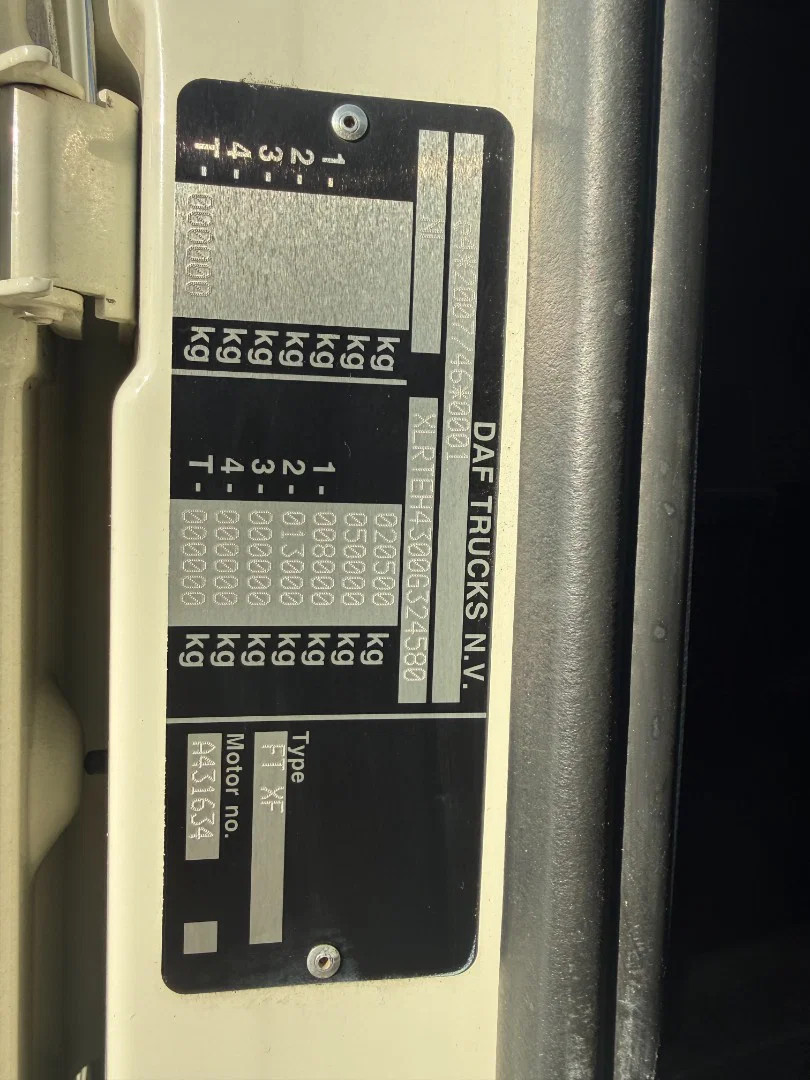 DAF TRUCKS N.V.
*2007/46*0001
XLRTEH4300G324580
kg 020500 kg
kg 050000 kg
1 - kg 1 - 008000 kg
2 - kg 2 - 013000 kg
3 - kg 3 - 000000 kg
4 - kg 4 - 000000 kg
T - 000000 kg T - 000000 kg
Type
FT XF
Motor no.
A431634